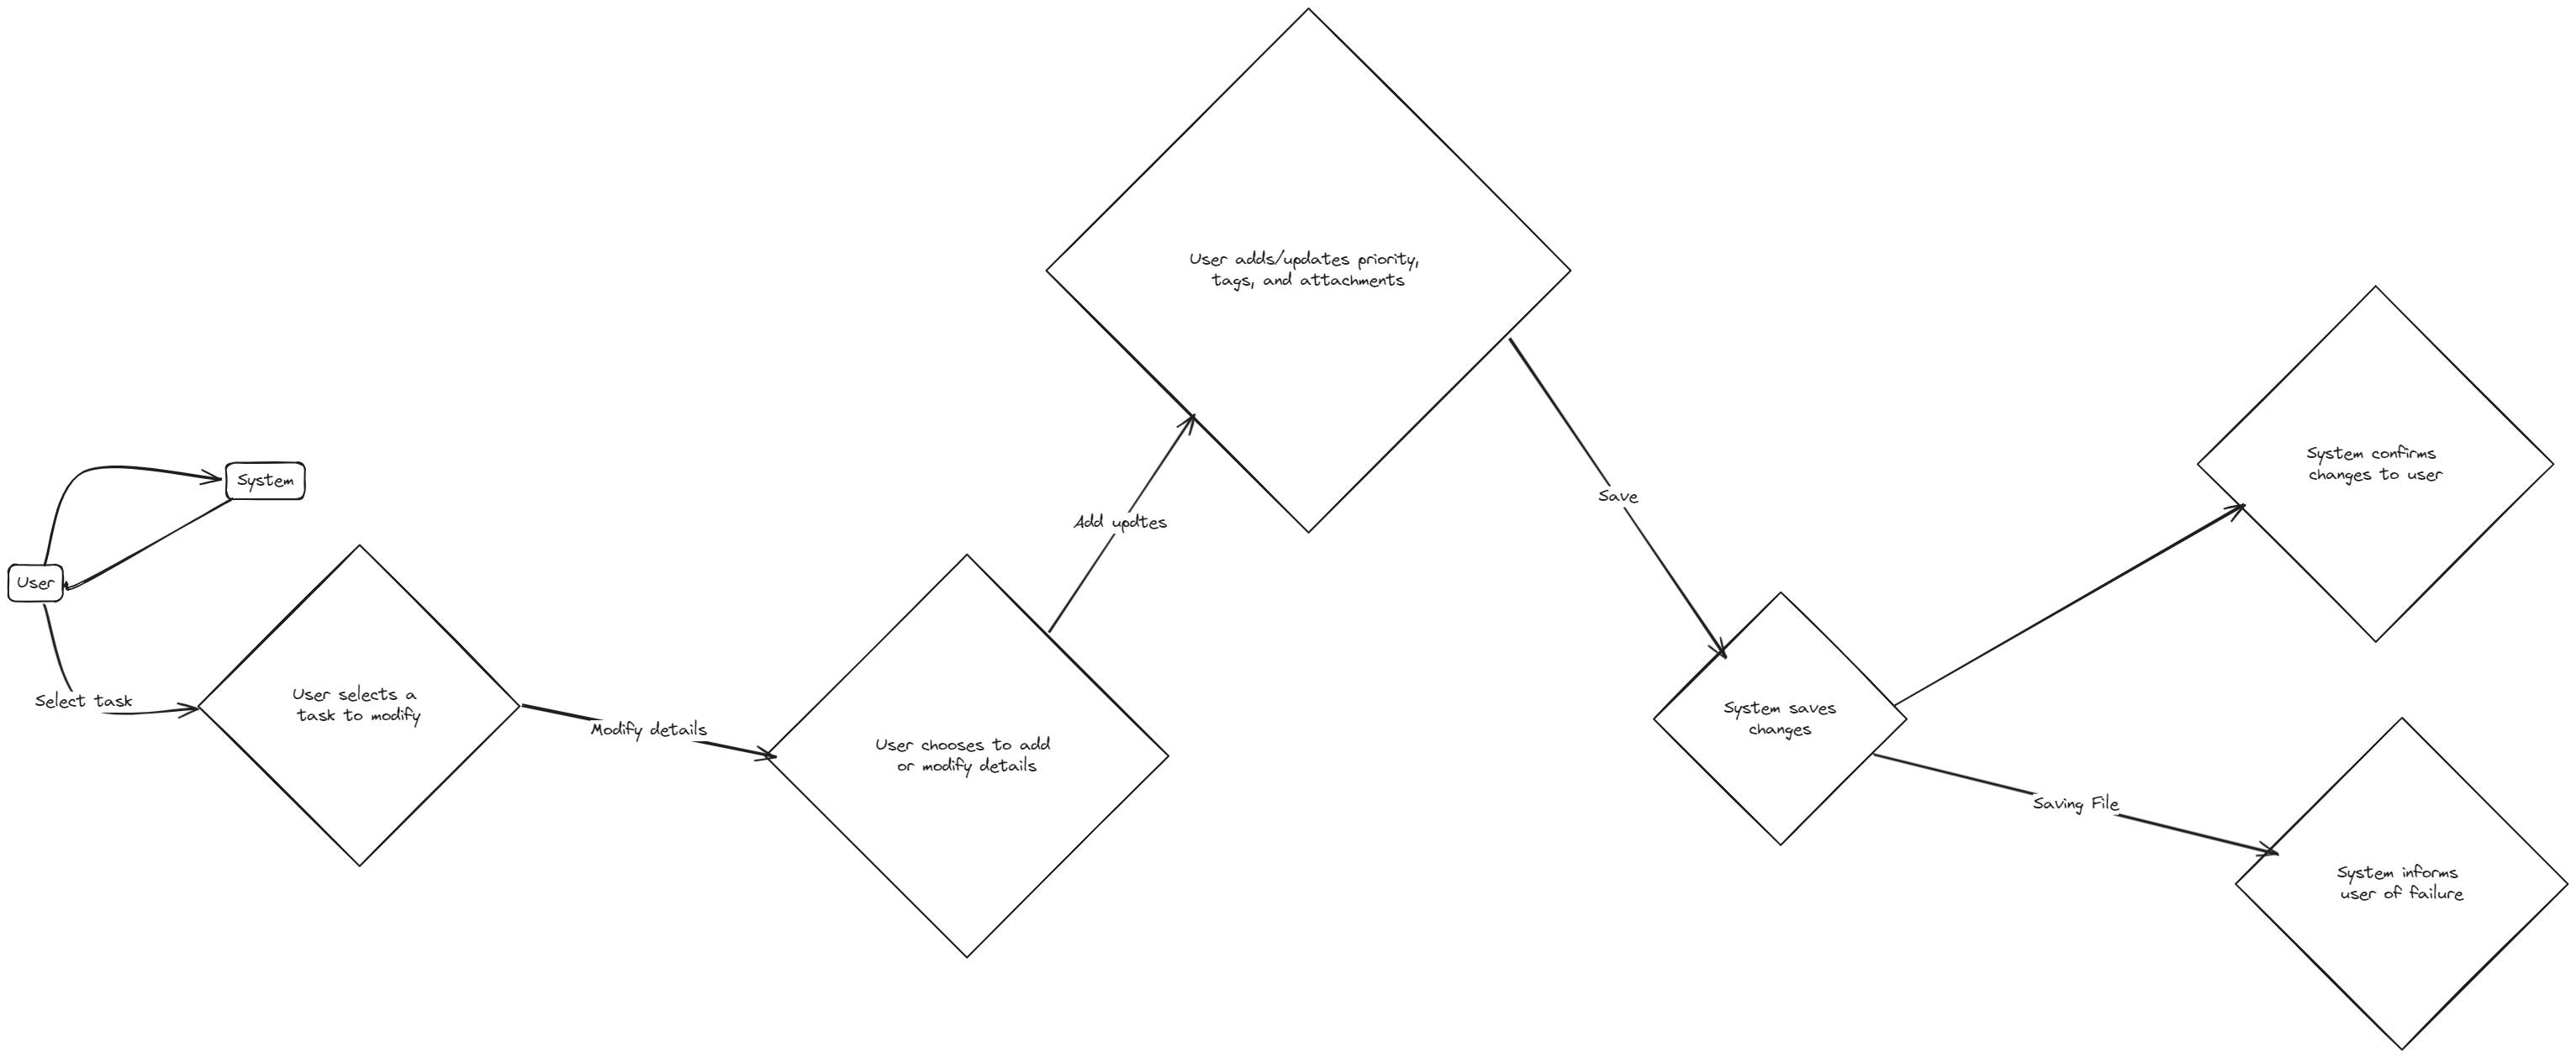 System
User
Select task
User selects a
task to modify
Modify details
User chooses to add
or modify details
Add updtes
User adds/updates priority,
tags, and attachments
Save
System saves
changes
System confirms
changes to user
Saving File
System informs
user of failure